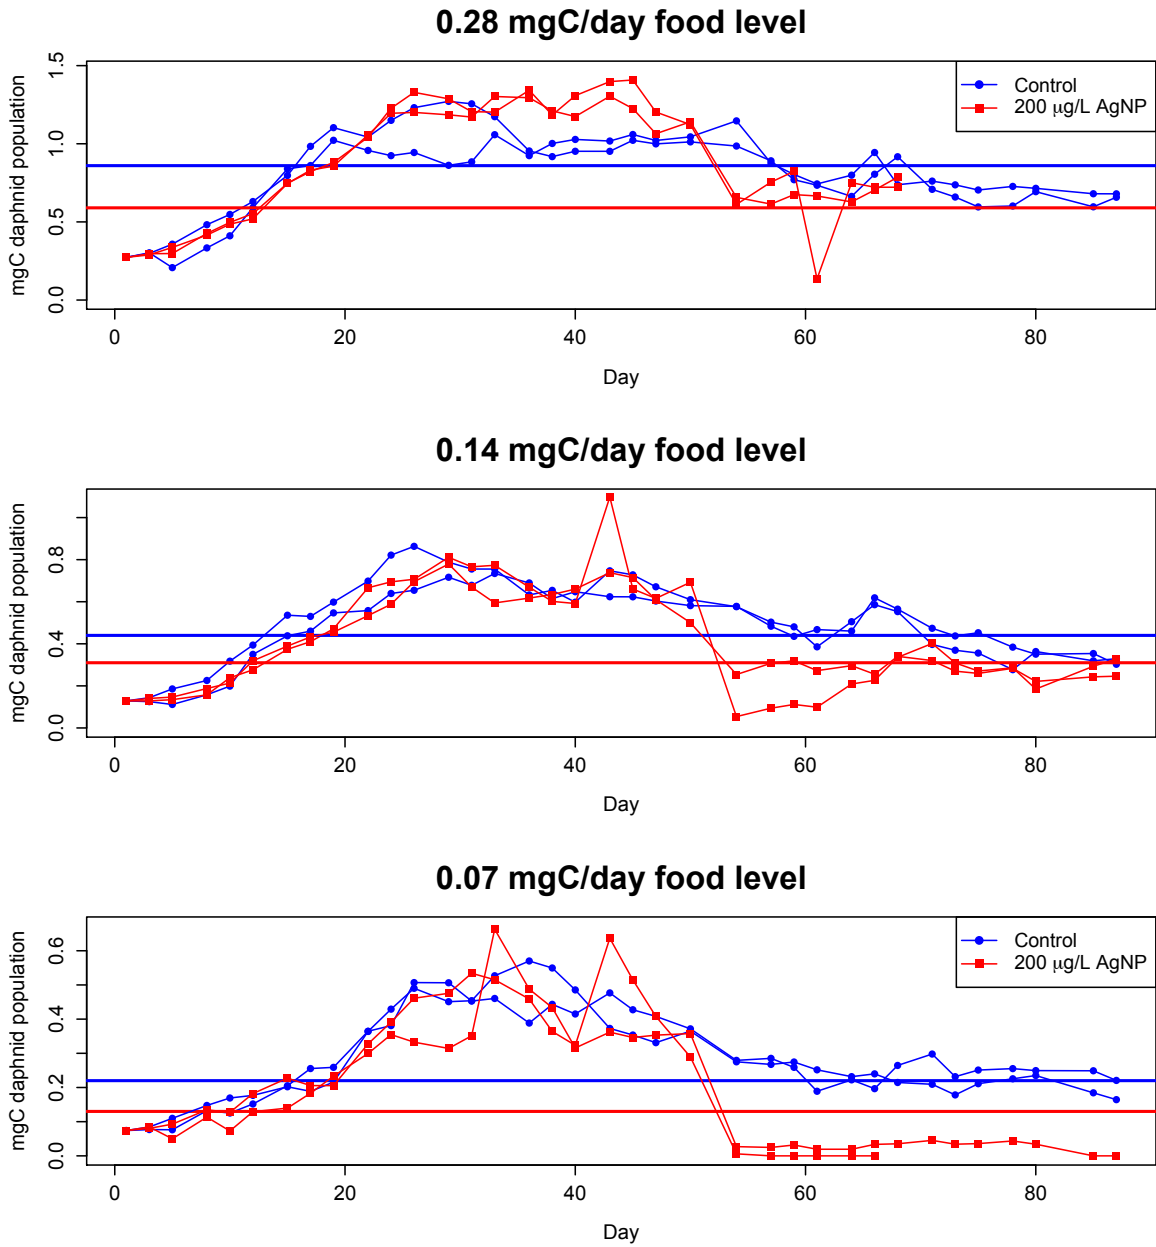 0.28 mgC/day food level
mgC daphnid population
0.0 0.5 1.0 1.5
Control
200 μg/L AgNP
0 20 40 60 80
Day
0.14 mgC/day food level
mgC daphnid population
0.0 0.4 0.8
0 20 40 60 80
Day
0.07 mgC/day food level
mgC daphnid population
0.0 0.2 0.4 0.6
Control
200 μg/L AgNP
0 20 40 60 80
Day